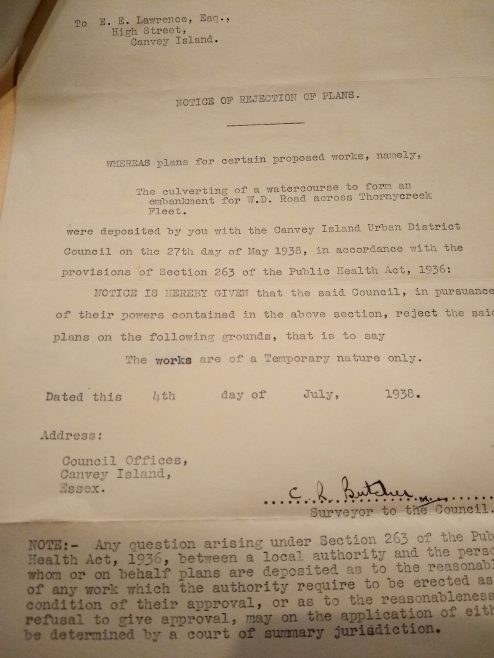 To E. E. Lawrence, Esq.,
High Street,
Canvey Island.
NOTICE OF REJECTION OF PLANS.
WHEREAS plans for certain proposed works, namely,
The culverting of a watercourse to form an
embankment for W.D. Road across Thornycreek
Fleet.
were deposited by you with the Canvey Island Urban District
Council on the 27th day of May 1938, in accordance with the
provisions of Section 263 of the Public Health Act, 1936:
NOTICE IS HEREBY GIVEN that the said Council, in pursuance
of their powers contained in the above section, reject the said
plans on the following grounds, that is to say
The works are of a Temporary nature only.
Dated this 4th day of July, 1938.
Address:
Council Offices,
Canvey Island,
Essex.
C. R. Butcher
Surveyor to the Council.
NOTE:- Any question arising under Section 263 of the Pub
Health Act, 1936, between a local authority and the perso
whom or on behalf plans are deposited as to the reasonabl
of any work which the authority require to be erected as
condition of their approval, or as to the reasonableness
refusal to give approval, may on the application of eith
be determined by a court of summary jurisdiction.